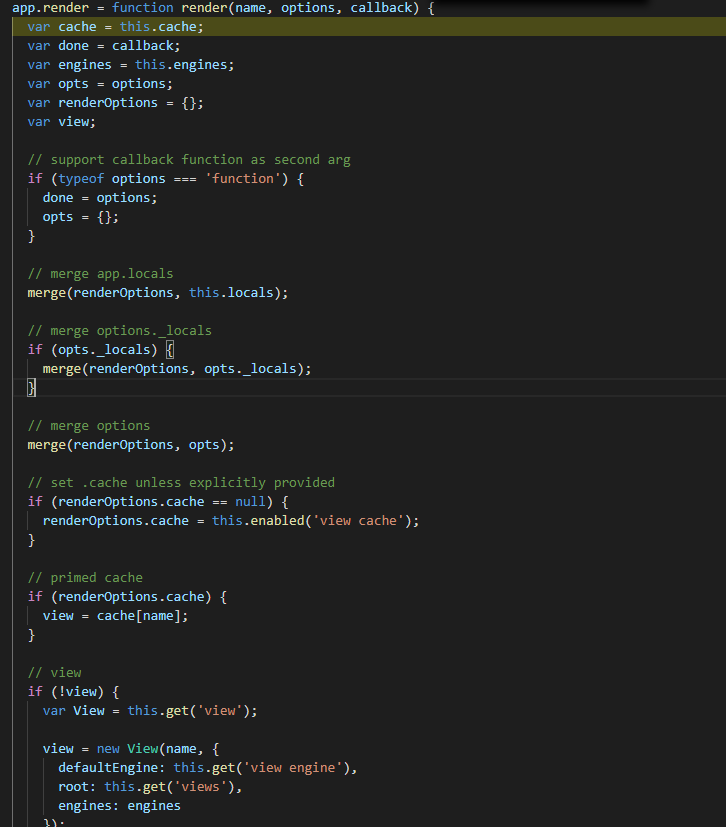 app.render = function render(name, options, callback) {
var cache = this.cache;
var done = callback;
var engines = this.engines;
var opts = options;
var renderOptions = {};
var view;
// support callback function as second arg
if (typeof options === 'function') {
done = options;
opts = {};
}
// merge app.locals
merge(renderOptions, this.locals);
// merge options._locals
if (opts._locals) {
merge(renderOptions, opts._locals);
}
// merge options
merge(renderOptions, opts);
// set .cache unless explicitly provided
if (renderOptions.cache == null) {
renderOptions.cache = this.enabled('view cache');
}
// primed cache
if (renderOptions.cache) {
view = cache[name];
}
// view
if (!view) {
var View = this.get('view');
view = new View(name, {
defaultEngine: this.get('view engine'),
root: this.get('views'),
engines: engines
});